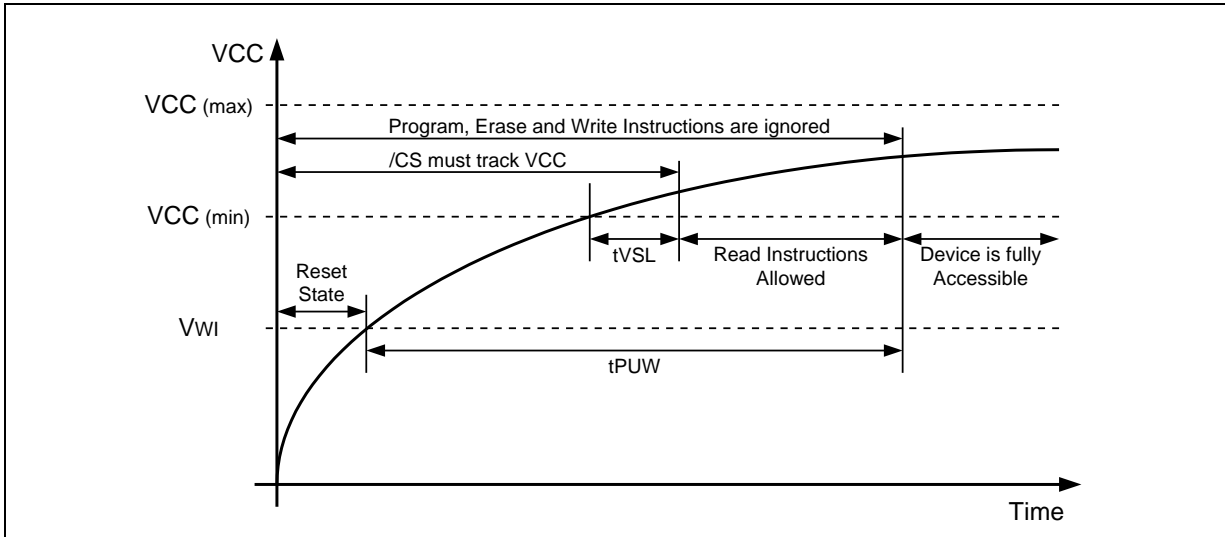 VCC
VCC (max)
Program, Erase and Write Instructions are ignored
/CS must track VCC
VCC (min)
tVSL
Read Instructions
Allowed
Device is fully
Accessible
Reset
State
VWI
tPUW
Time